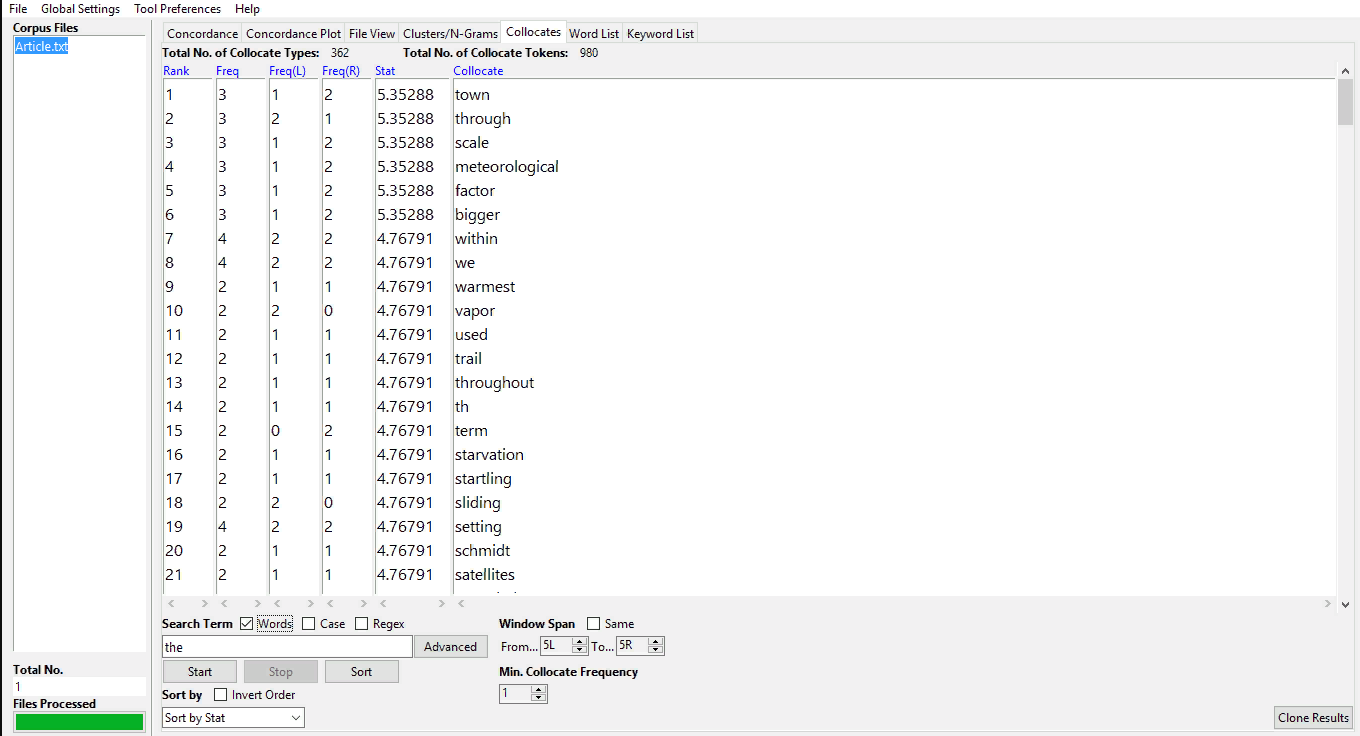 File Global Settings Tool Preferences Help
Corpus Files
Article.txt
Concordance Concordance Plot File View Clusters/N-Grams Collocates Word List Keyword List
Total No. of Collocate Types: 362 Total No. of Collocate Tokens: 980
Rank Freq Freq(L) Freq(R) Stat Collocate
1 3 1 2 5.35288 town
2 3 2 1 5.35288 through
3 3 1 2 5.35288 scale
4 3 1 2 5.35288 meteorological
5 3 1 2 5.35288 factor
6 3 1 2 5.35288 bigger
7 4 2 2 4.76791 within
8 4 2 2 4.76791 we
9 2 1 1 4.76791 warmest
10 2 2 0 4.76791 vapor
11 2 1 1 4.76791 used
12 2 1 1 4.76791 trail
13 2 1 1 4.76791 throughout
14 2 1 1 4.76791 th
15 2 0 2 4.76791 term
16 2 1 1 4.76791 starvation
17 2 1 1 4.76791 startling
18 2 2 0 4.76791 sliding
19 4 2 2 4.76791 setting
20 2 1 1 4.76791 schmidt
21 2 1 1 4.76791 satellites
Search Term Words Case Regex Window Span Same
the Advanced From... 5L To... 5R
Start Stop Sort Min. Collocate Frequency
Sort by Invert Order 1
Sort by Stat Clone Results
Total No.
1
Files Processed